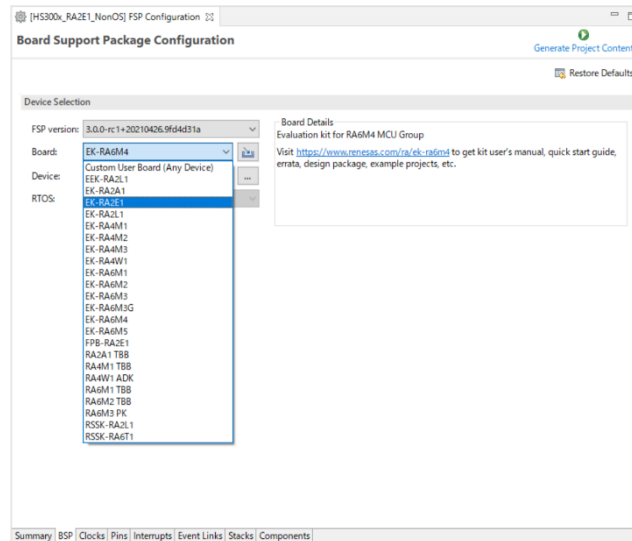 [HS300x_RA2E1_NonOS] FSP Configuration
Board Support Package Configuration
Generate Project Content
Restore Defaults
Device Selection
FSP version: 3.0.0-rc1+20210426.9fd4d31a
Board: EK-RA6M4
Device:
RTOS:
Custom User Board (Any Device)
EEK-RA2L1
EK-RA2A1
EK-RA2E1
EK-RA2L1
EK-RA4M1
EK-RA4M2
EK-RA4M3
EK-RA4W1
EK-RA6M1
EK-RA6M2
EK-RA6M3
EK-RA6M3G
EK-RA6M4
EK-RA6M5
FPB-RA2E1
RA2A1 TBB
RA4M1 TBB
RA4W1 ADK
RA6M1 TBB
RA6M2 TBB
RA6M3 PK
RSSK-RA2L1
RSSK-RA6T1
...
Board Details
Evaluation kit for RA6M4 MCU Group
Visit https://www.renesas.com/ra/ek-ra6m4 to get kit user's manual, quick start guide,
errata, design package, example projects, etc.
Summary BSP Clocks Pins Interrupts Event Links Stacks Components